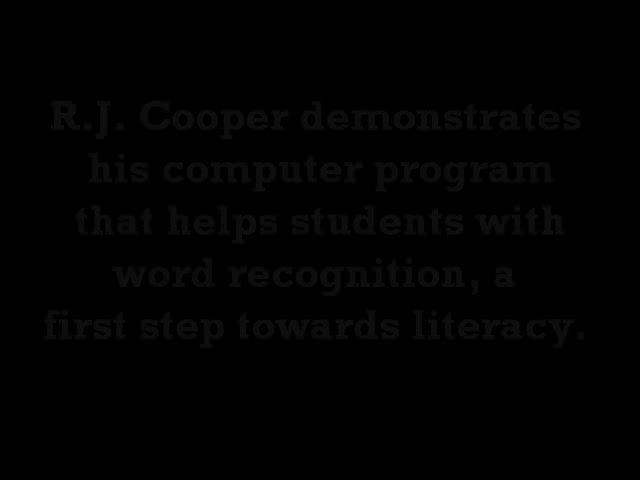 R.J. Cooper demonstrates
his computer program
that helps students with
word recognition, a
first step towards literacy.